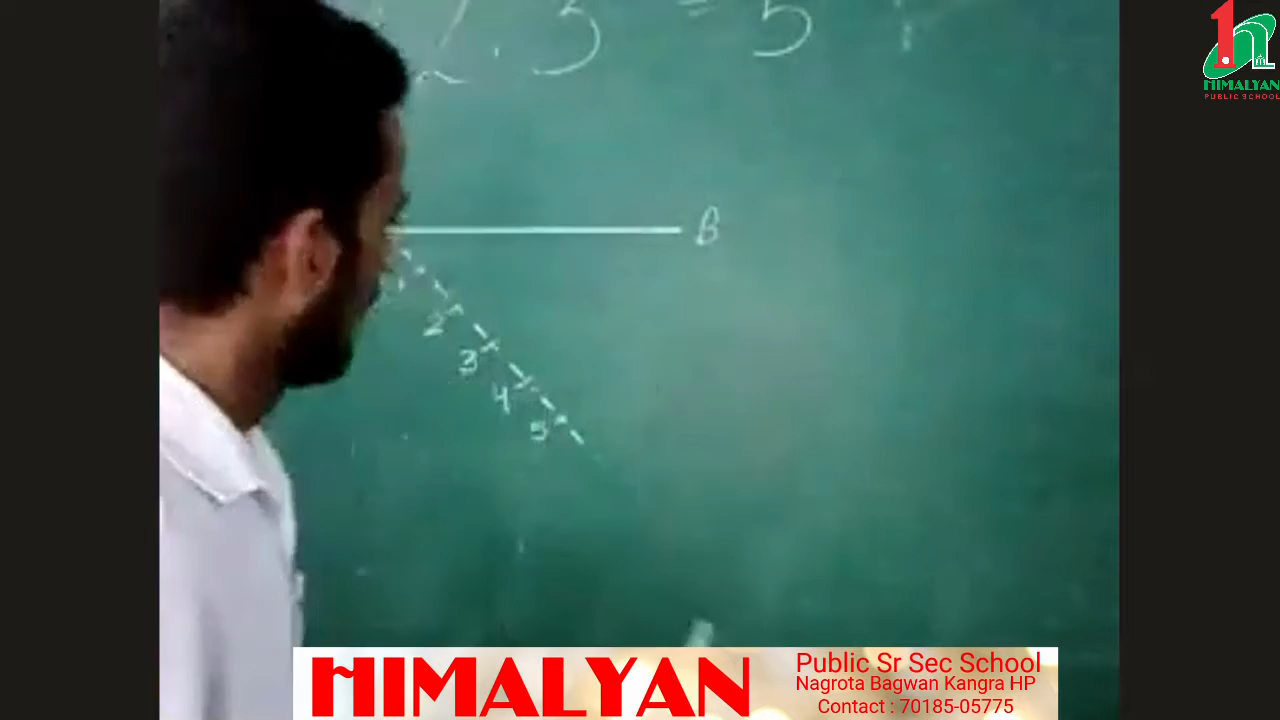 2.3 = 5
B
1
2
3
4
5
HIMALYAN
PUBLIC SCHOOL
HIMALYAN
Public Sr Sec School
Nagrota Bagwan Kangra HP
Contact : 70185-05775